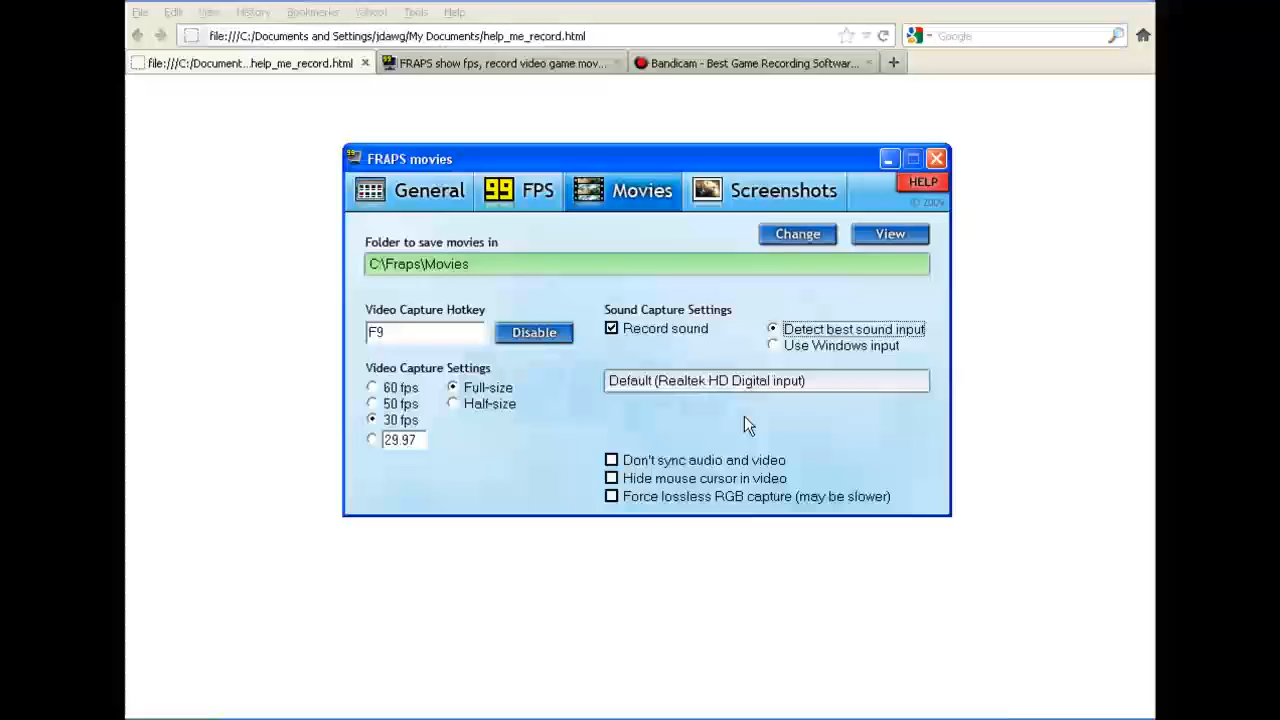 File Edit View History Bookmarks Yahoo! Tools Help
file:///C:/Documents and Settings/jdawg/My Documents/help_me_record.html
Google
file:///C:/Document...help_me_record.html
FRAPS show fps, record video game mov...
Bandicam - Best Game Recording Softwar...
FRAPS movies
General
99 FPS
Movies
Screenshots
HELP
© 2009
Folder to save movies in
Change
View
C:\Fraps\Movies
Video Capture Hotkey
F9
Disable
Sound Capture Settings
Record sound
Detect best sound input
Use Windows input
Default (Realtek HD Digital input)
Video Capture Settings
60 fps
Full-size
50 fps
Half-size
30 fps
29.97
Don't sync audio and video
Hide mouse cursor in video
Force lossless RGB capture (may be slower)